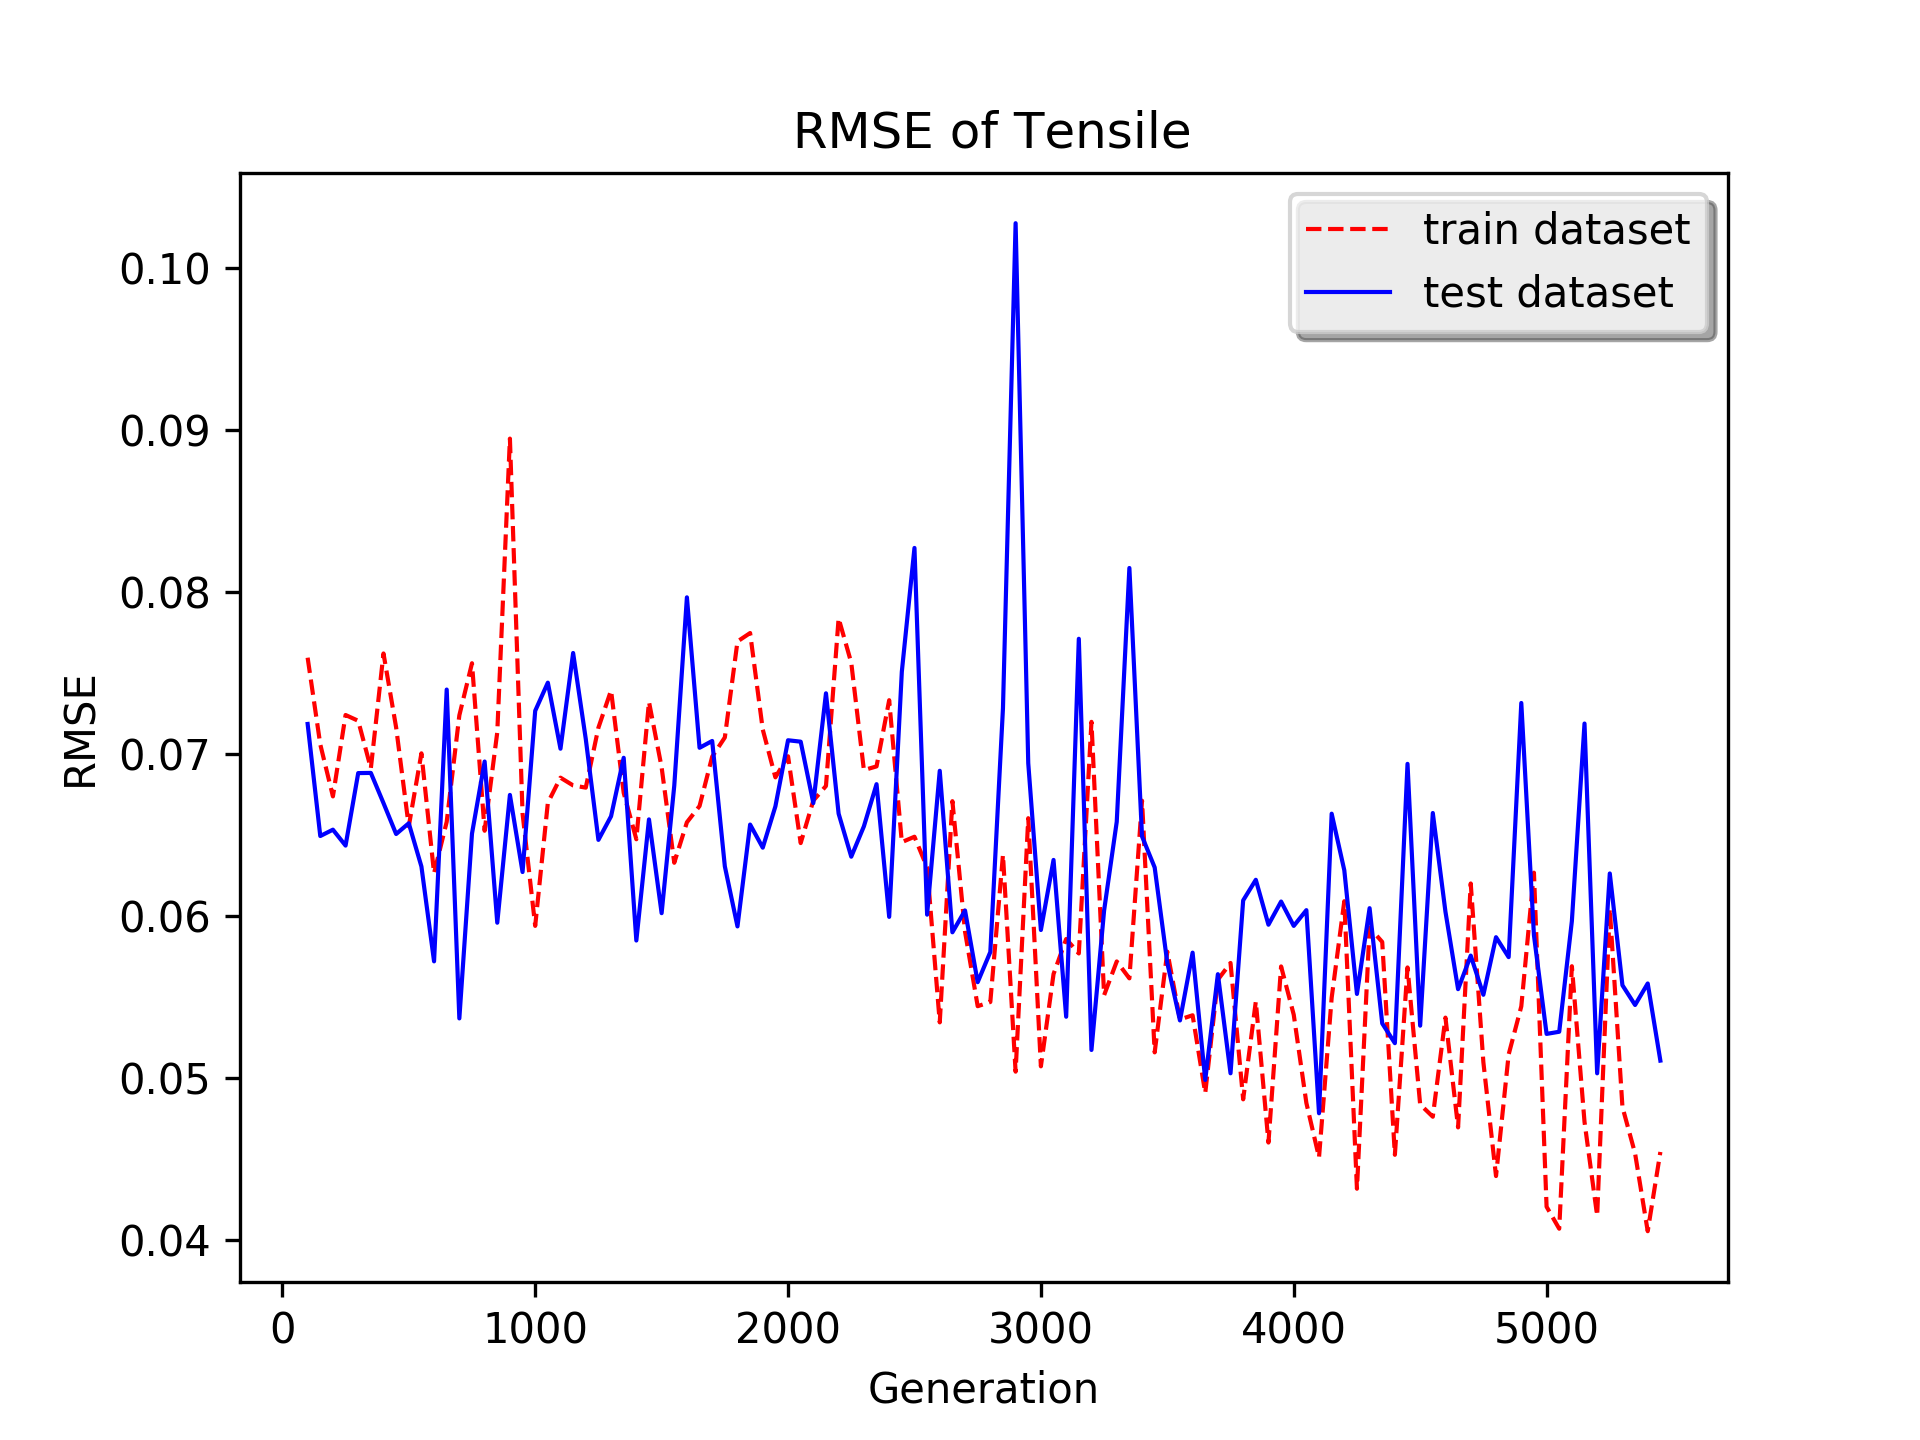 RMSE of Tensile
train dataset
test dataset
0.10
0.09
0.08
0.07
0.06
0.05
0.04
RMSE
0 1000 2000 3000 4000 5000
Generation